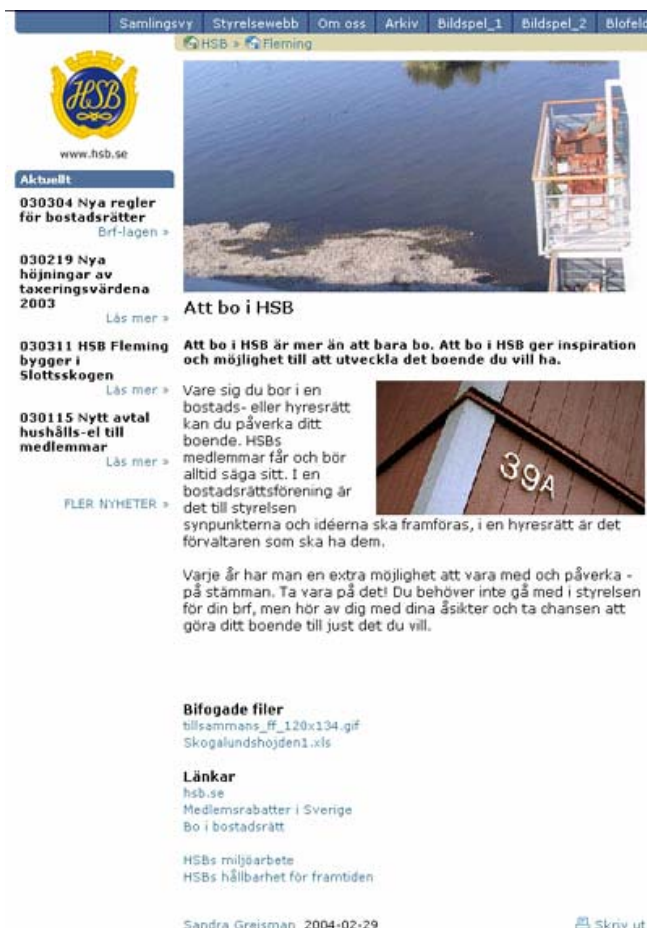 Samlingsvy Styrelsewebb Om oss Arkiv Bildspel_1 Bildspel_2 Blofeld
HSB » Fleming
HSB
www.hsb.se
Aktuellt
030304 Nya regler
för bostadsrätter
Brf-lagen »
030219 Nya
höjningar av
taxeringsvärdena
2003
Läs mer »
030311 HSB Fleming
bygger i
Slottsskogen
Läs mer »
030115 Nytt avtal
hushålls-el till
medlemmar
Läs mer »
FLER NYHETER »
Att bo i HSB
Att bo i HSB är mer än att bara bo. Att bo i HSB ger inspiration
och möjlighet till att utveckla det boende du vill ha.
Vare sig du bor i en
bostads- eller hyresrätt
kan du påverka ditt
boende. HSBs
medlemmar får och bör
alltid säga sitt. I en
bostadsrättsförening är
det till styrelsen
synpunkterna och idéerna ska framföras, i en hyresrätt är det
förvaltaren som ska ha dem.
39A
Varje år har man en extra möjlighet att vara med och påverka -
på stämman. Ta vara på det! Du behöver inte gå med i styrelsen
för din brf, men hör av dig med dina åsikter och ta chansen att
göra ditt boende till just det du vill.
Bifogade filer
tillsammans_ff_120x134.gif
Skogalundshojden1.xls
Länkar
hsb.se
Medlemsrabatter i Sverige
Bo i bostadsrätt
HSBs miljöarbete
HSBs hållbarhet för framtiden
Sandra Greisman 2004-02-29 Skriv ut